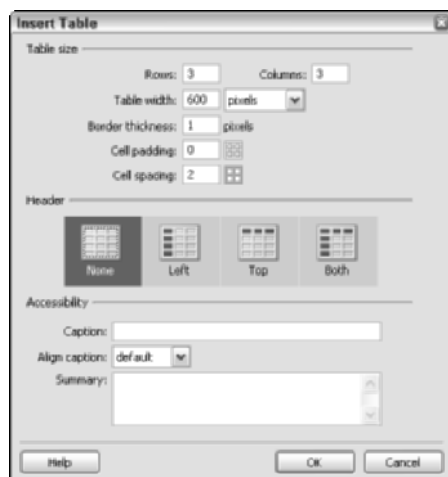 Insert Table
Table size
Rows: 3 Columns: 3
Table width: 600 pixels
Border thickness: 1 pixels
Cell padding: 0
Cell spacing: 2
Header
None Left Top Both
Accessibility
Caption:
Align caption: default
Summary:
Help OK Cancel